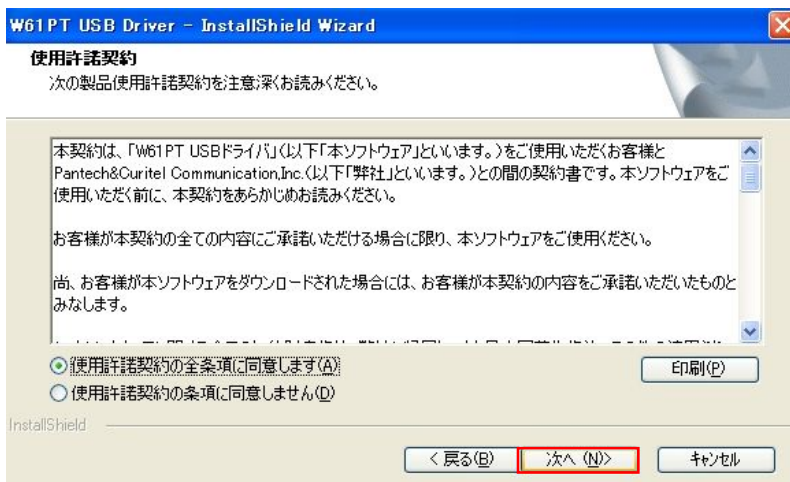 W61PT USB Driver - InstallShield Wizard
使用許諾契約
次の製品使用許諾契約を注意深くお読みください。
本契約は、「W61PT USBドライバ」(以下「本ソフトウェア」といいます。)をご使用いただくお客様と
Pantech&Curitel Communication,Inc.(以下「弊社」といいます。)との間の契約書です。本ソフトウェアをご
使用いただく前に、本契約をあらかじめお読みください。
お客様が本契約の全ての内容にご承諾いただける場合に限り、本ソフトウェアをご使用ください。
尚、お客様が本ソフトウェアをダウンロードされた場合には、お客様が本契約の内容をご承諾いただいたものと
みなします。
使用許諾契約の全条項に同意します(A)
印刷(P)
使用許諾契約の条項に同意しません(D)
InstallShield
< 戻る(B)
次へ (N)>
キャンセル